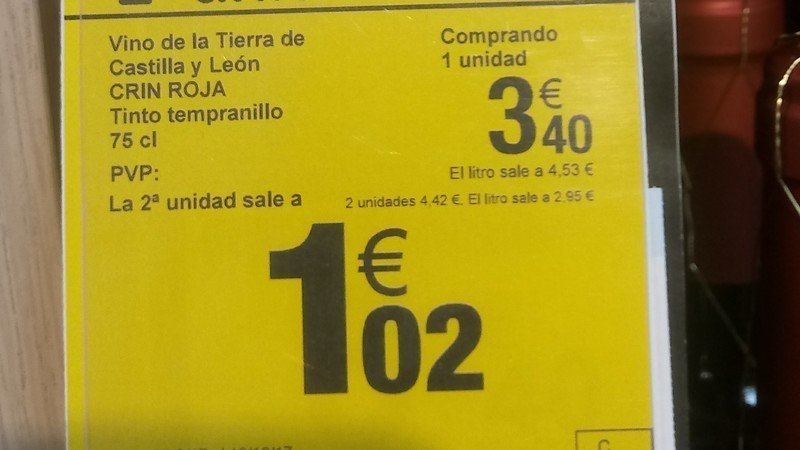 Vino de la Tierra de
Castilla y León
CRIN ROJA
Tinto tempranillo
75 cl
PVP:
La 2ª unidad sale a
Comprando
1 unidad
3€40
El litro sale a 4,53 €
2 unidades 4,42 €. El litro sale a 2,95 €
1€02
C